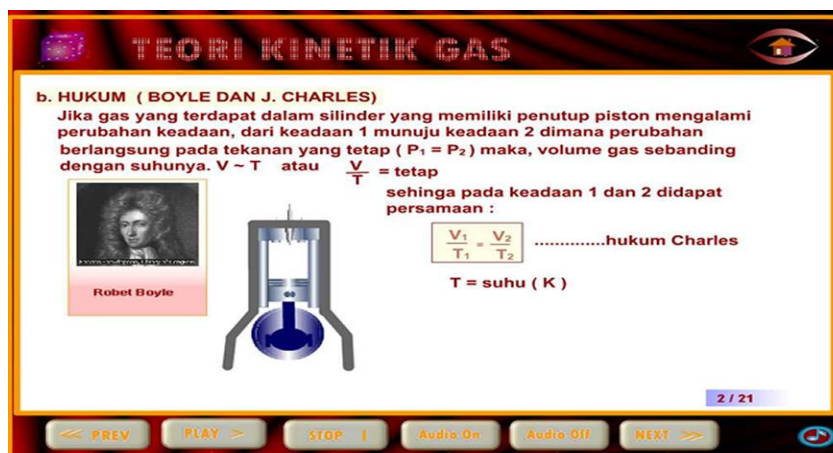 TEORI KINETIK GAS
b. HUKUM ( BOYLE DAN J. CHARLES)
Jika gas yang terdapat dalam silinder yang memiliki penutup piston mengalami
perubahan keadaan, dari keadaan 1 munuju keadaan 2 dimana perubahan
berlangsung pada tekanan yang tetap ( P₁ = P₂ ) maka, volume gas sebanding
dengan suhunya. V ~ T atau V/T = tetap
sehinga pada keadaan 1 dan 2 didapat
persamaan :
V₁/T₁ = V₂/T₂ ..............hukum Charles
T = suhu ( K )
Robet Boyle
2 / 21
<< PREV
PLAY >
STOP |
Audio On
Audio Off
NEXT >>